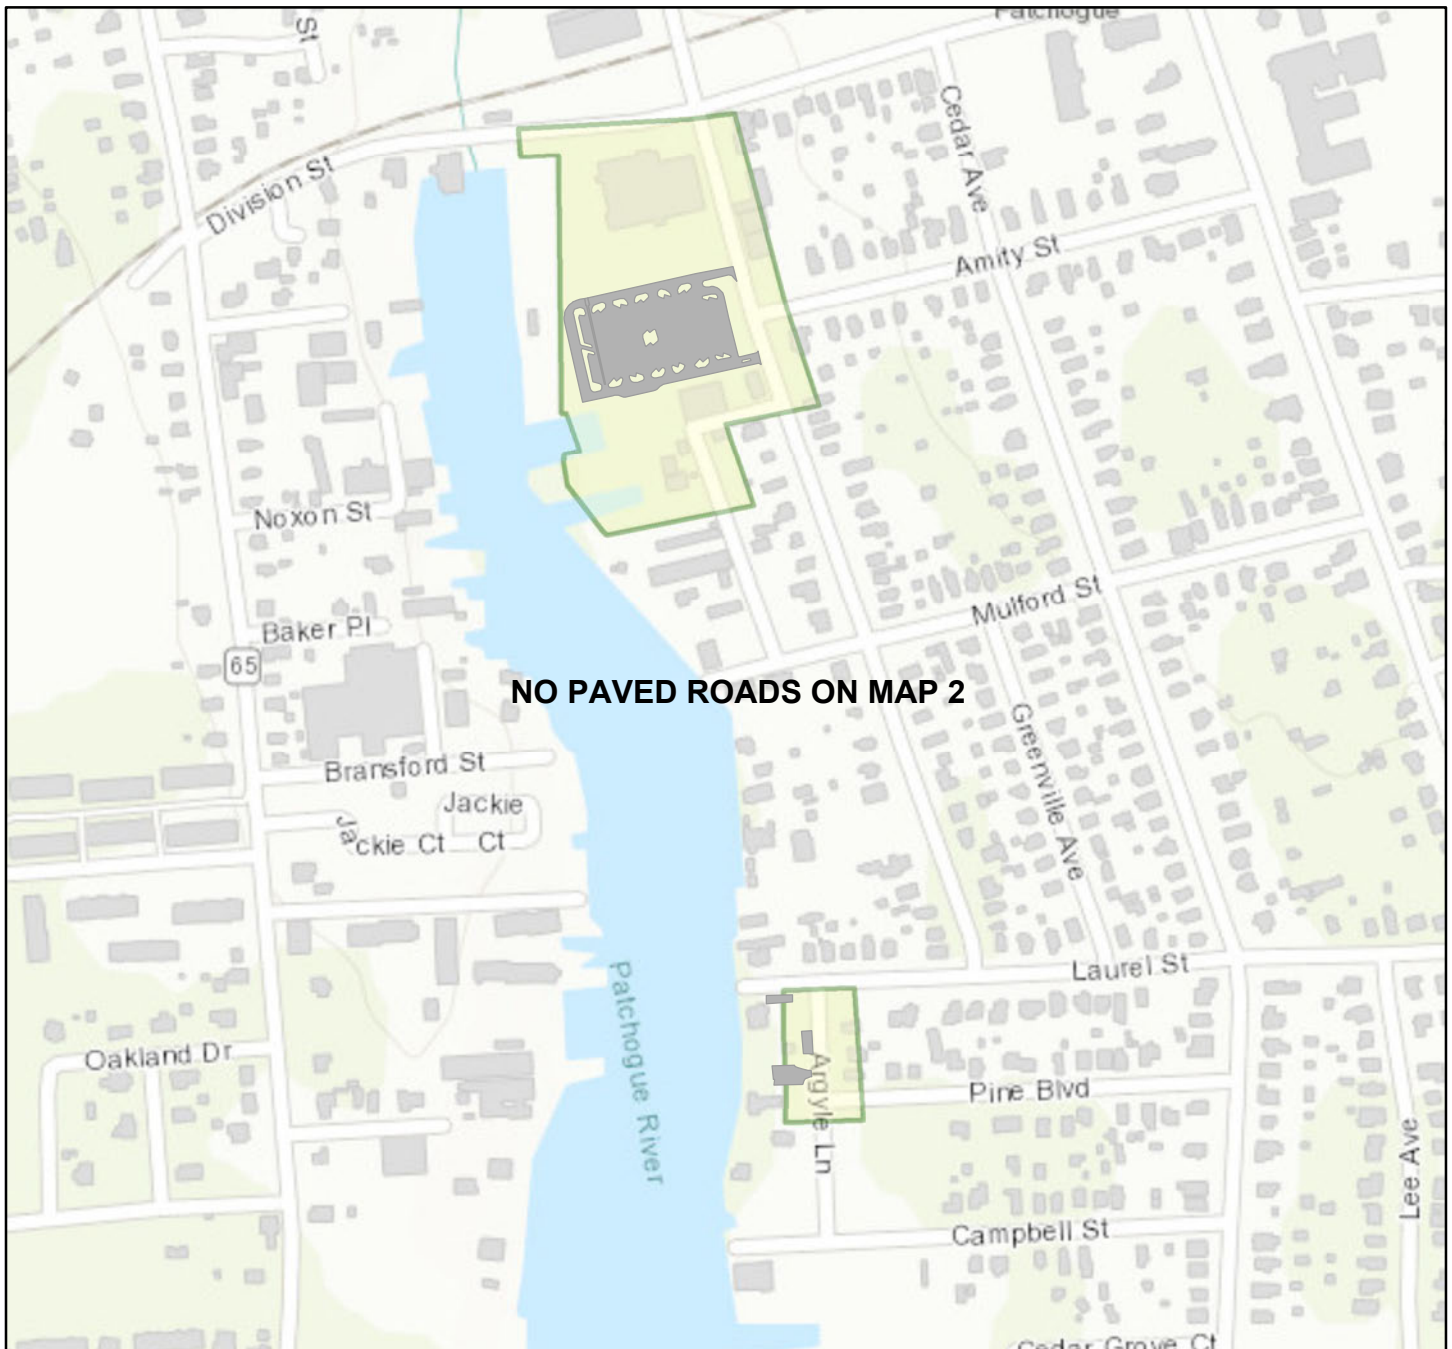 Patchogue
St
Cedar Ave
Division St
Amity St
Noxon St
Mulford St
Baker Pl
65
NO PAVED ROADS ON MAP 2
Greenville Ave
Bransford St
Jackie
Jackie Ct
Ct
Laurel St
Patchogue River
Oakland Dr
Argyle Ln
Pine Blvd
Lee Ave
Campbell St
Cedar Grove Ct